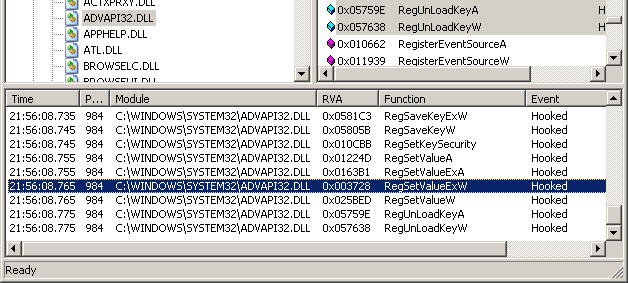 ACTXPRXY.DLL
ADVAPI32.DLL
APPHELP.DLL
ATL.DLL
BROWSELC.DLL
BROWSEUI.DLL
0x05759E RegUnLoadKeyA H
0x057638 RegUnLoadKeyW H
0x010662 RegisterEventSourceA
0x011939 RegisterEventSourceW
Time P... Module RVA Function Event
21:56:08.735 984 C:\WINDOWS\SYSTEM32\ADVAPI32.DLL 0x0581C3 RegSaveKeyExW Hooked
21:56:08.745 984 C:\WINDOWS\SYSTEM32\ADVAPI32.DLL 0x05805B RegSaveKeyW Hooked
21:56:08.745 984 C:\WINDOWS\SYSTEM32\ADVAPI32.DLL 0x010CBB RegSetKeySecurity Hooked
21:56:08.755 984 C:\WINDOWS\SYSTEM32\ADVAPI32.DLL 0x01224D RegSetValueA Hooked
21:56:08.755 984 C:\WINDOWS\SYSTEM32\ADVAPI32.DLL 0x0163B1 RegSetValueExA Hooked
21:56:08.765 984 C:\WINDOWS\SYSTEM32\ADVAPI32.DLL 0x003728 RegSetValueExW Hooked
21:56:08.765 984 C:\WINDOWS\SYSTEM32\ADVAPI32.DLL 0x025BED RegSetValueW Hooked
21:56:08.775 984 C:\WINDOWS\SYSTEM32\ADVAPI32.DLL 0x05759E RegUnLoadKeyA Hooked
21:56:08.775 984 C:\WINDOWS\SYSTEM32\ADVAPI32.DLL 0x057638 RegUnLoadKeyW Hooked
Ready